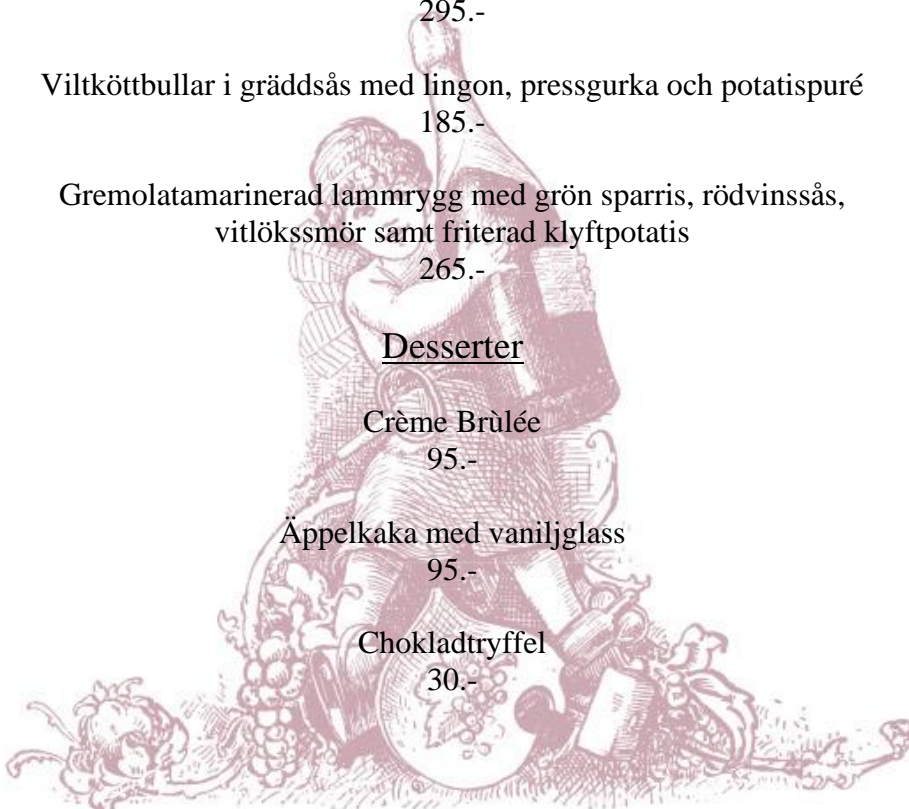 295.-
Viltköttbullar i gräddsås med lingon, pressgurka och potatispuré
185.-
Gremolatamarinerad lammrygg med grön sparris, rödvinssås,
vitlökssmör samt friterad klyftpotatis
265.-
Desserter
Crème Brùlée
95.-
Äppelkaka med vaniljglass
95.-
Chokladtryffel
30.-